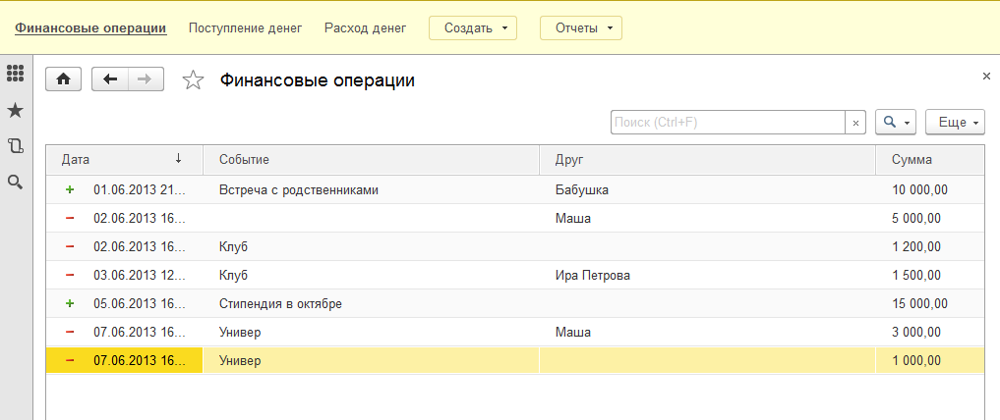 Финансовые операции Поступление денег Расход денег Создать Отчеты
Финансовые операции
Поиск (Ctrl+F) Еще
Дата Событие Друг Сумма
01.06.2013 21... Встреча с родственниками Бабушка 10 000,00
02.06.2013 16... Маша 5 000,00
02.06.2013 16... Клуб 1 200,00
03.06.2013 12... Клуб Ира Петрова 1 500,00
05.06.2013 16... Стипендия в октябре 15 000,00
07.06.2013 16... Универ Маша 3 000,00
07.06.2013 16... Универ 1 000,00